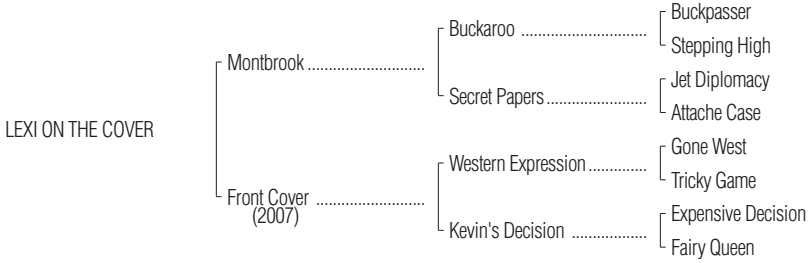 Buckpasser
Buckaroo ..............................
Stepping High
Montbrook ............................
Jet Diplomacy
Secret Papers ........................
Attache Case
LEXI ON THE COVER
Gone West
Western Expression ..............
Tricky Game
Front Cover ..........................
(2007)
Expensive Decision
Kevin's Decision ..................
Fairy Queen